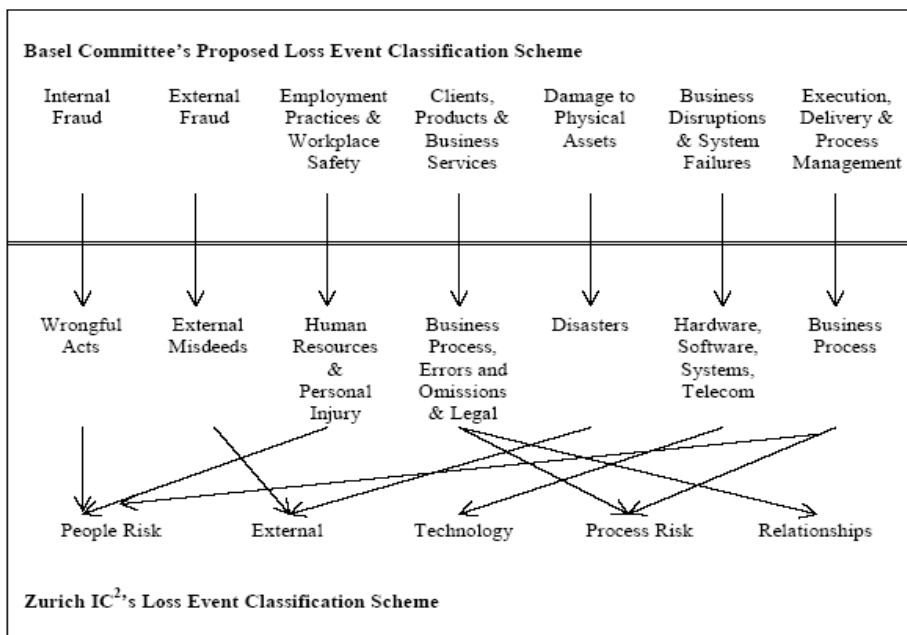 Basel Committee's Proposed Loss Event Classification Scheme
Internal
Fraud
External
Fraud
Employment
Practices &
Workplace
Safety
Clients,
Products &
Business
Services
Damage to
Physical
Assets
Business
Disruptions
& System
Failures
Execution,
Delivery &
Process
Management
Wrongful
Acts
External
Misdeeds
Human
Resources
&
Personal
Injury
Business
Process,
Errors and
Omissions
& Legal
Disasters
Hardware,
Software,
Systems,
Telecom
Business
Process
People Risk
External
Technology
Process Risk
Relationships
Zurich IC²'s Loss Event Classification Scheme